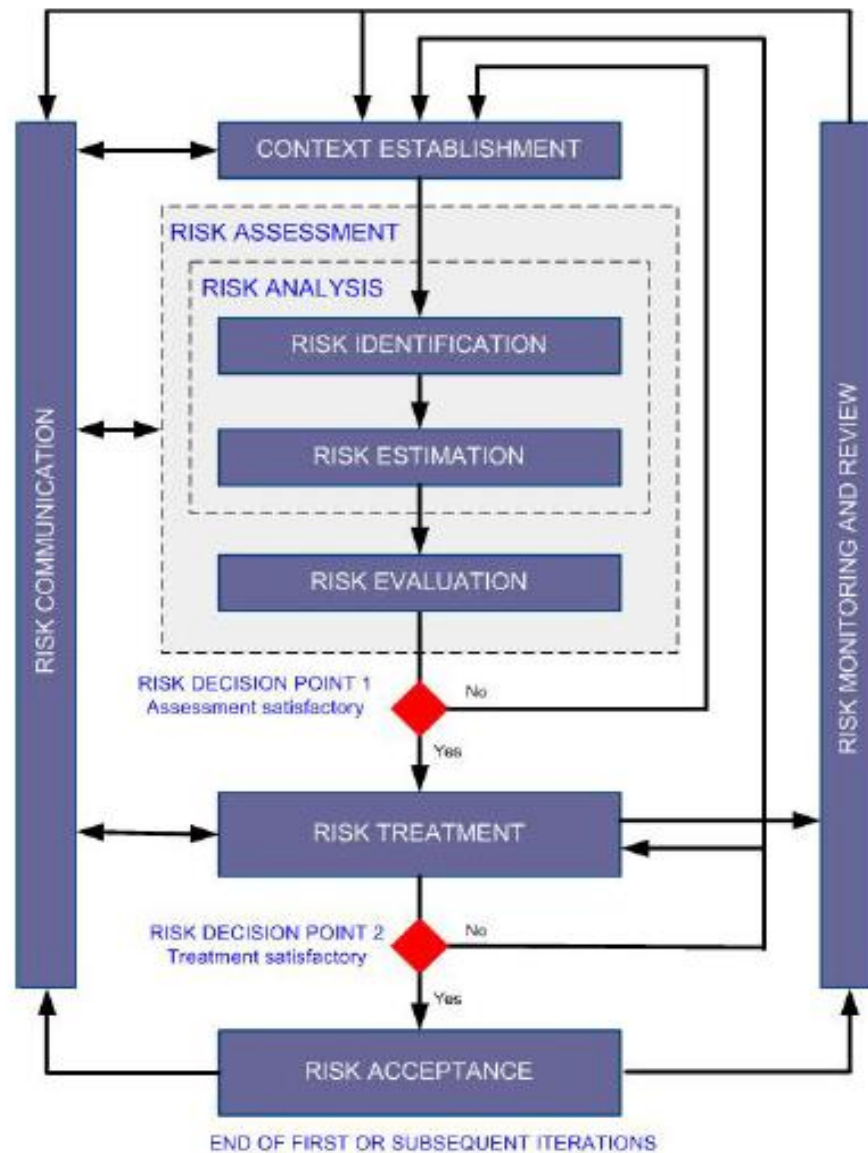 CONTEXT ESTABLISHMENT
RISK ASSESSMENT
RISK ANALYSIS
RISK IDENTIFICATION
RISK ESTIMATION
RISK EVALUATION
RISK COMMUNICATION
RISK MONITORING AND REVIEW
RISK DECISION POINT 1
Assessment satisfactory
No
Yes
RISK TREATMENT
RISK DECISION POINT 2
Treatment satisfactory
No
Yes
RISK ACCEPTANCE
END OF FIRST OR SUBSEQUENT ITERATIONS